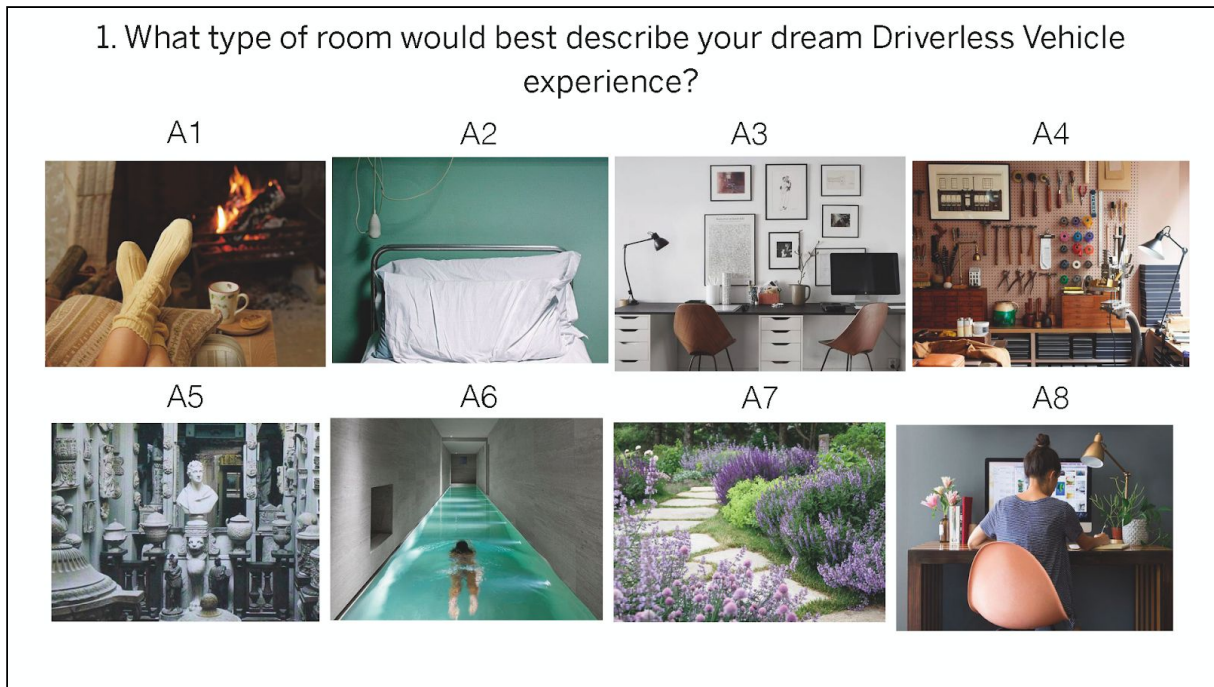 1. What type of room would best describe your dream Driverless Vehicle
experience?
A1
A2
A3
A4
A5
A6
A7
A8